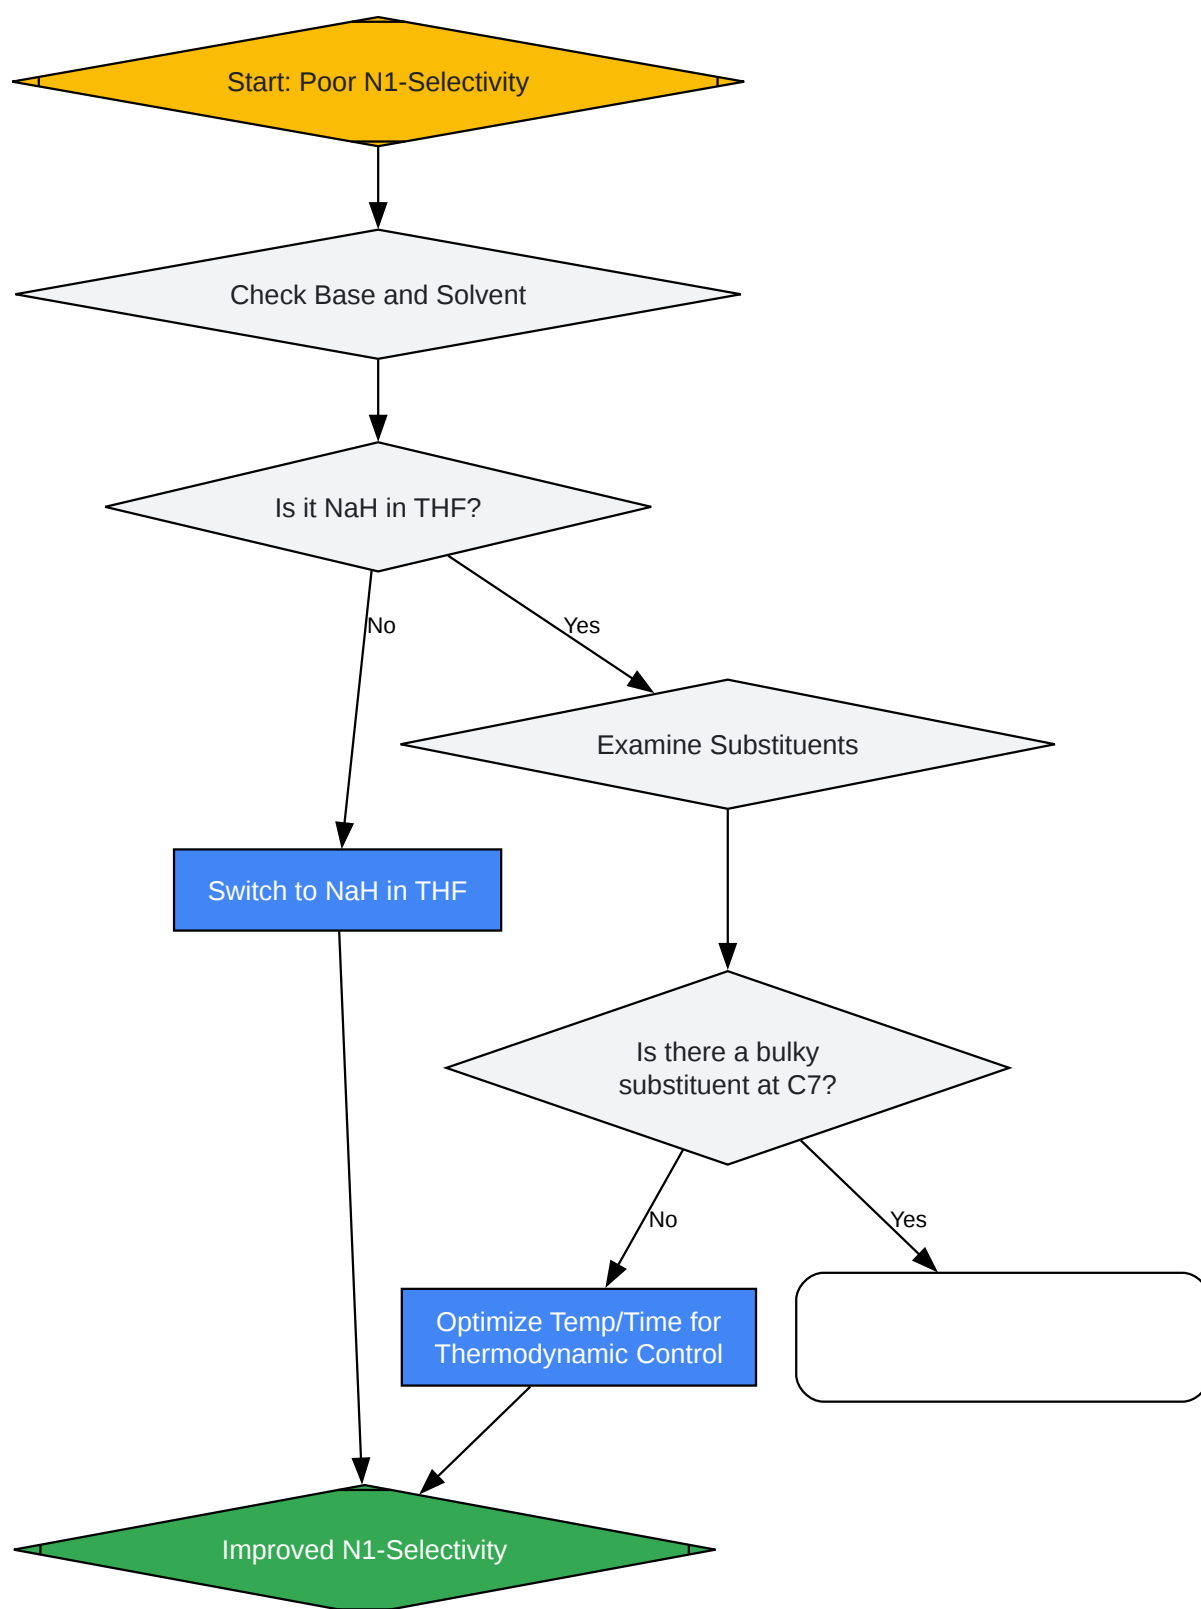 Start: Poor N1-Selectivity
Check Base and Solvent
Is it NaH in THF?
No
Yes
Examine Substituents
Switch to NaH in THF
Is there a bulky
substituent at C7?
No
Yes
Optimize Temp/Time for
Thermodynamic Control
Improved N1-Selectivity